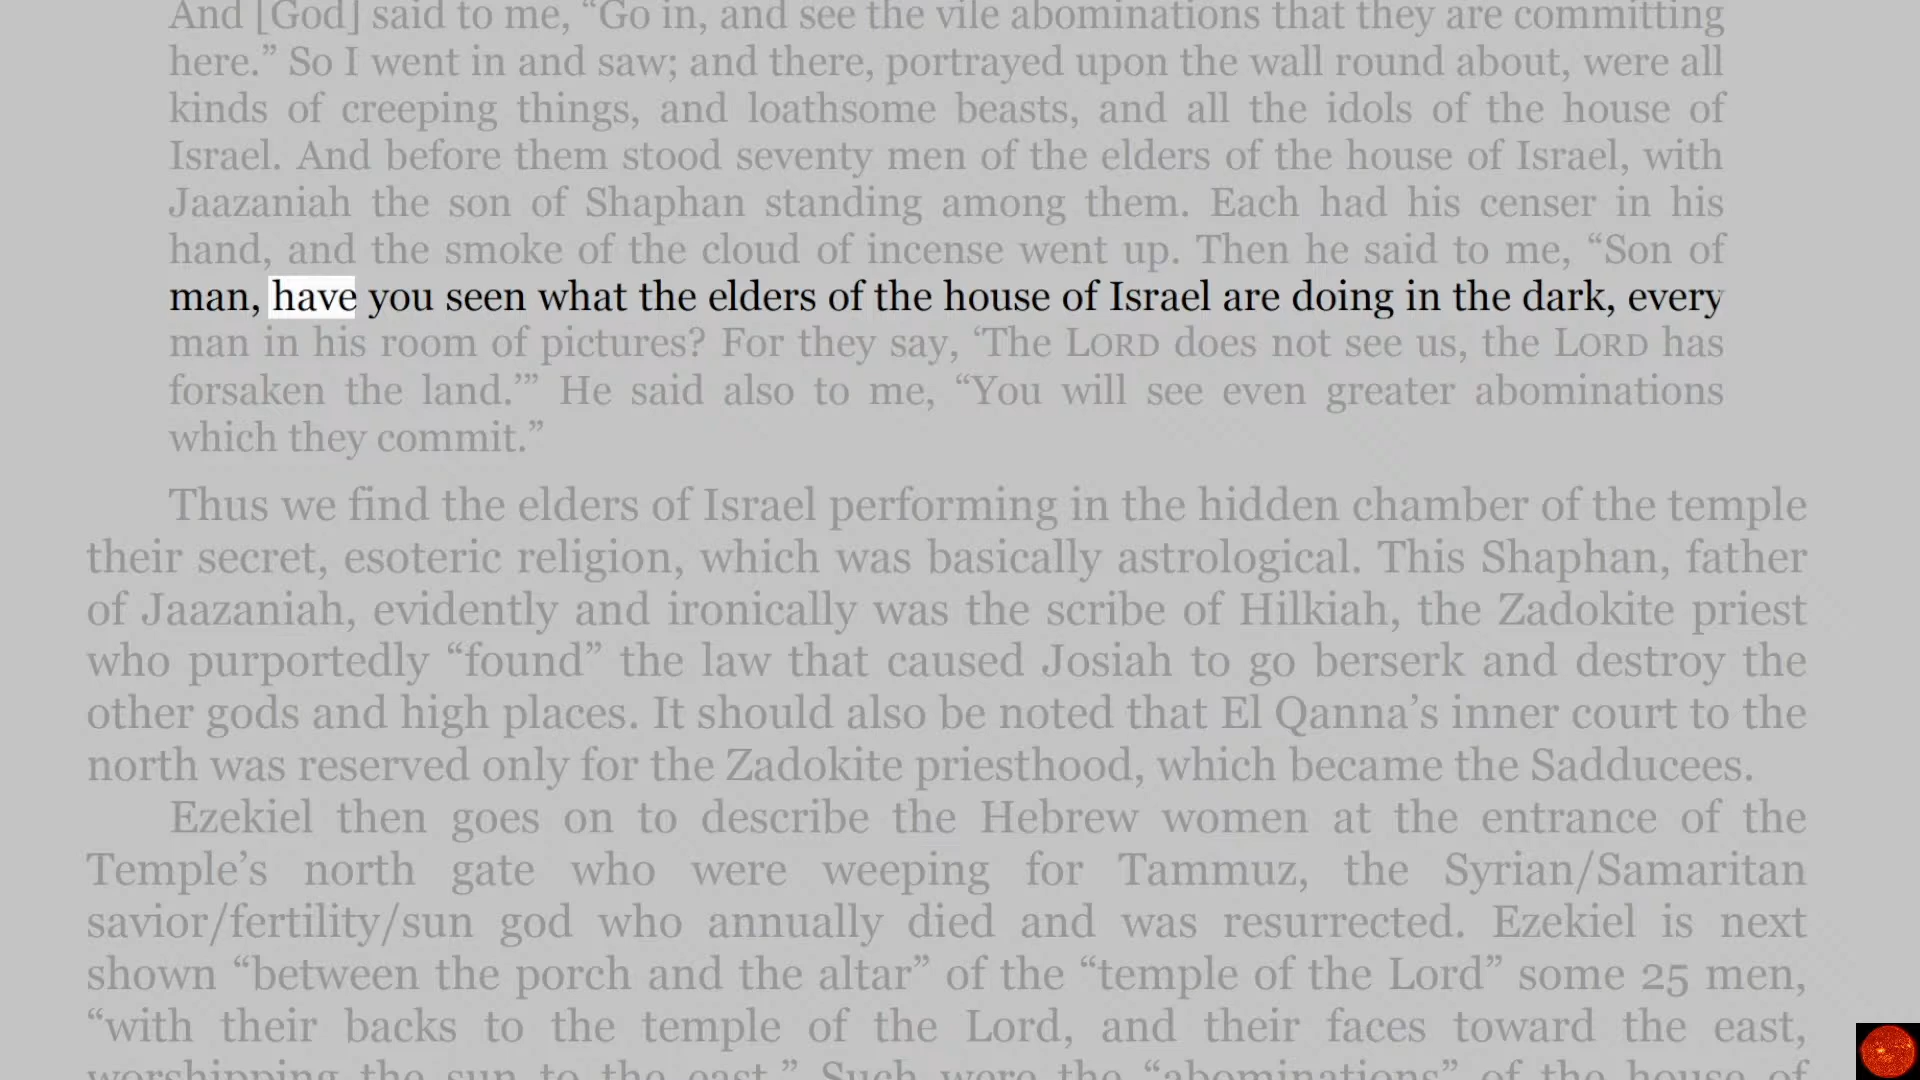 And [God] said to me, “Go in, and see the vile abominations that they are committing
here.” So I went in and saw; and there, portrayed upon the wall round about, were all
kinds of creeping things, and loathsome beasts, and all the idols of the house of
Israel. And before them stood seventy men of the elders of the house of Israel, with
Jaazaniah the son of Shaphan standing among them. Each had his censer in his
hand, and the smoke of the cloud of incense went up. Then he said to me, “Son of
man, have you seen what the elders of the house of Israel are doing in the dark, every
man in his room of pictures? For they say, ‘The LORD does not see us, the LORD has
forsaken the land.’” He said also to me, “You will see even greater abominations
which they commit.”
Thus we find the elders of Israel performing in the hidden chamber of the temple
their secret, esoteric religion, which was basically astrological. This Shaphan, father
of Jaazaniah, evidently and ironically was the scribe of Hilkiah, the Zadokite priest
who purportedly “found” the law that caused Josiah to go berserk and destroy the
other gods and high places. It should also be noted that El Qanna’s inner court to the
north was reserved only for the Zadokite priesthood, which became the Sadducees.
Ezekiel then goes on to describe the Hebrew women at the entrance of the
Temple’s north gate who were weeping for Tammuz, the Syrian/Samaritan
savior/fertility/sun god who annually died and was resurrected. Ezekiel is next
shown “between the porch and the altar” of the “temple of the Lord” some 25 men,
“with their backs to the temple of the Lord, and their faces toward the east,
worshipping the sun to the east.” Such were the “abominations” of the house of